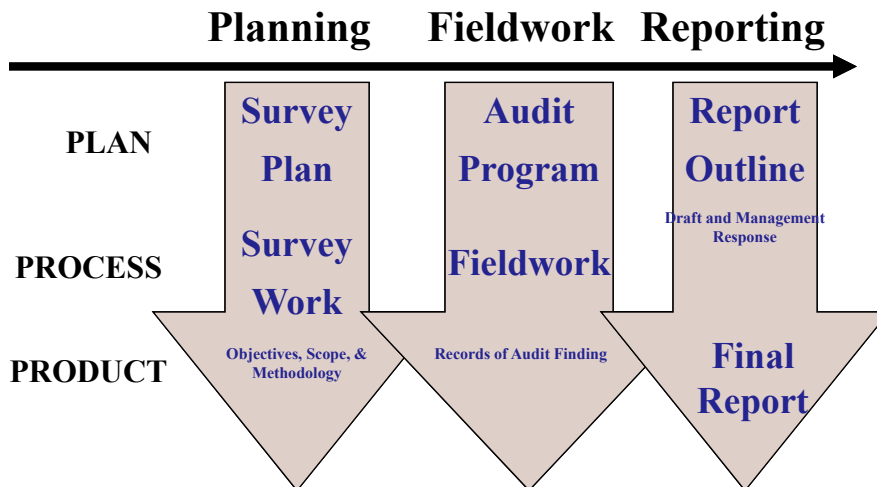 Planning Fieldwork Reporting
PLAN
Survey
Plan
Audit
Program
Report
Outline
PROCESS
Survey
Work
Fieldwork
Draft and Management
Response
PRODUCT
Objectives, Scope, &
Methodology
Records of Audit Finding
Final
Report